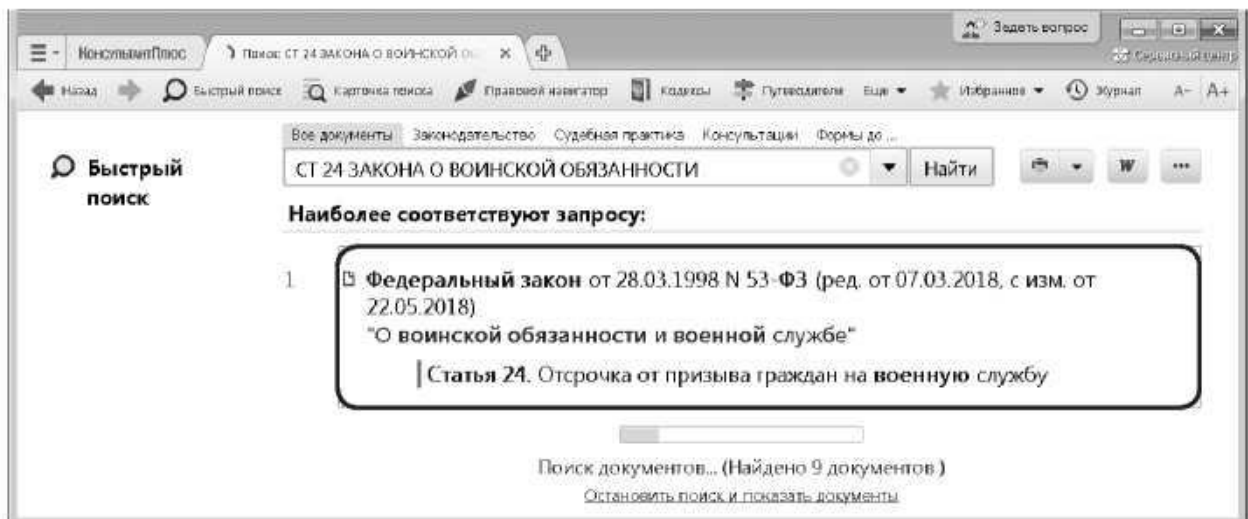 Задать вопрос
КонсультантПлюс Поиск: СТ 24 ЗАКОНА О ВОИНСКОЙ О
Сервисный центр
Назад Быстрый поиск Карточка поиска Правовой навигатор Кодексы Путеводители Еще Избранное Журнал А- А+
Все документы Законодательство Судебная практика Консультации Формы до ...
Быстрый поиск
СТ 24 ЗАКОНА О ВОИНСКОЙ ОБЯЗАННОСТИ Найти W ...
Наиболее соответствуют запросу:
1 Федеральный закон от 28.03.1998 N 53-ФЗ (ред. от 07.03.2018, с изм. от
22.05.2018)
"О воинской обязанности и военной службе"
Статья 24. Отсрочка от призыва граждан на военную службу
Поиск документов... (Найдено 9 документов )
Остановить поиск и показать документы